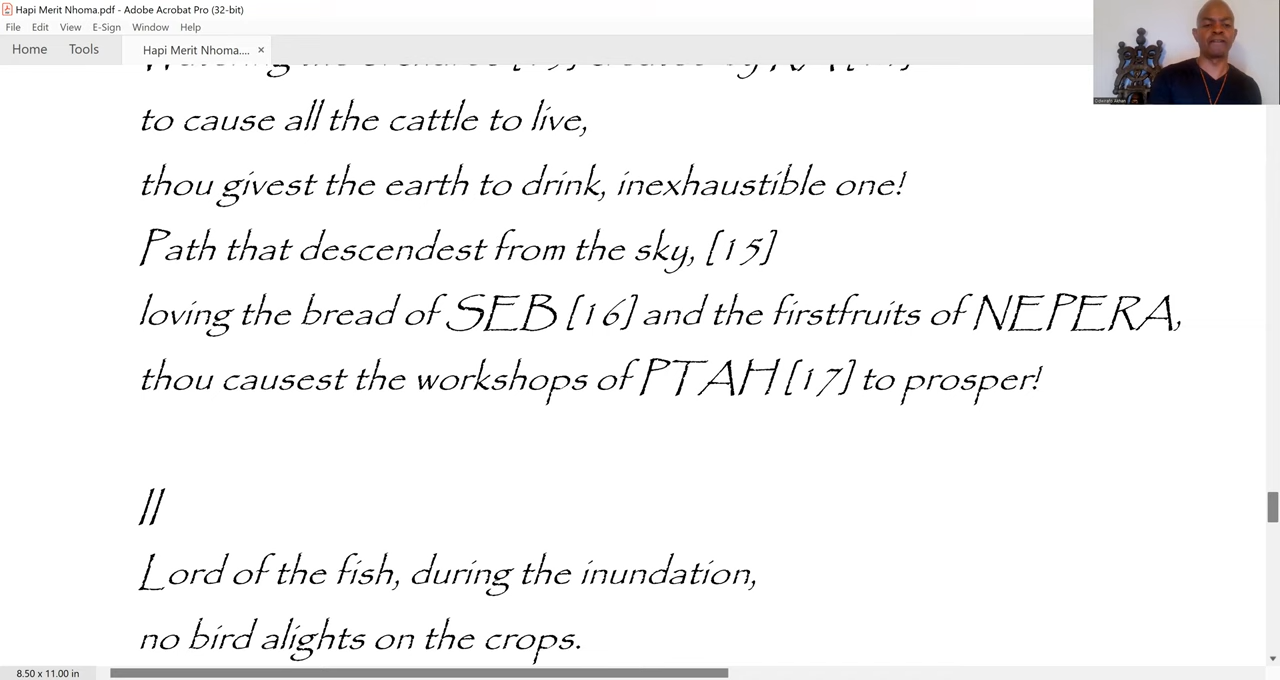 Hapi Merit Nhoma.pdf - Adobe Acrobat Pro (32-bit)
File Edit View E-Sign Window Help
Home Tools Hapi Merit Nhoma.... ×
to cause all the cattle to live,
thou givest the earth to drink, inexhaustible one!
Path that descendest from the sky, [15]
loving the bread of SEB [16] and the firstfruits of NEPERA,
thou causest the workshops of PTAH [17] to prosper!
II
Lord of the fish, during the inundation,
no bird alights on the crops.
8.50 x 11.00 in